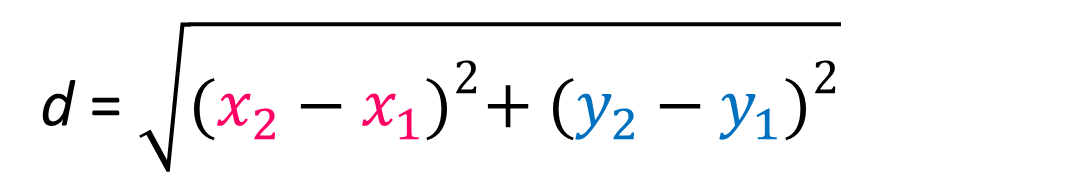 d = √(x₂ − x₁)² + (y₂ − y₁)²